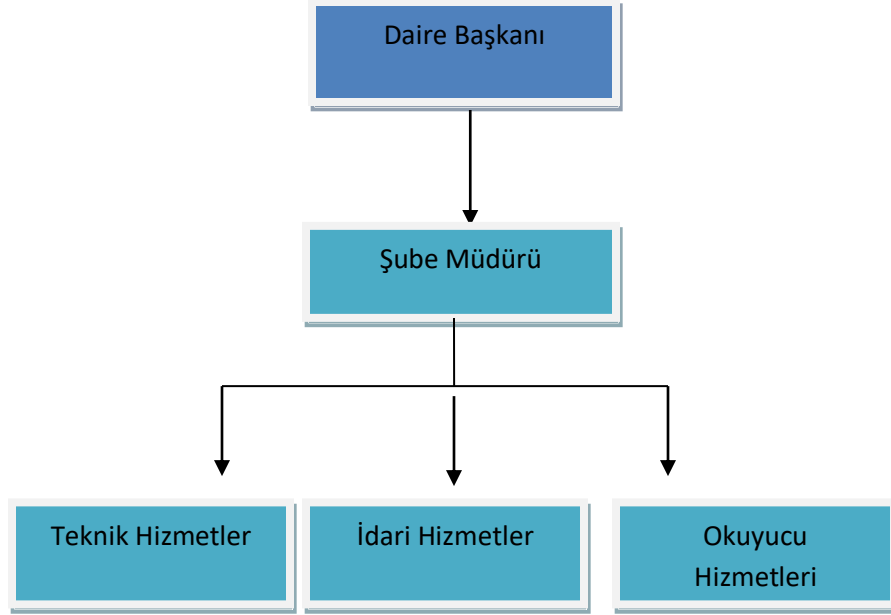 Daire Başkanı
Şube Müdürü
Teknik Hizmetler
İdari Hizmetler
Okuyucu
Hizmetleri